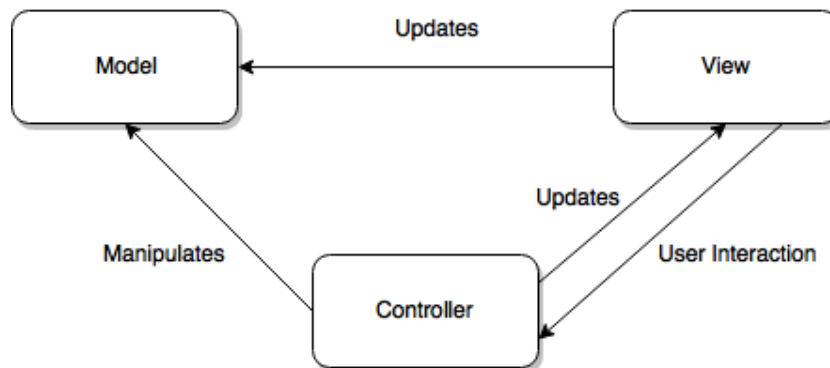 Updates
Model
View
Updates
Manipulates
User Interaction
Controller